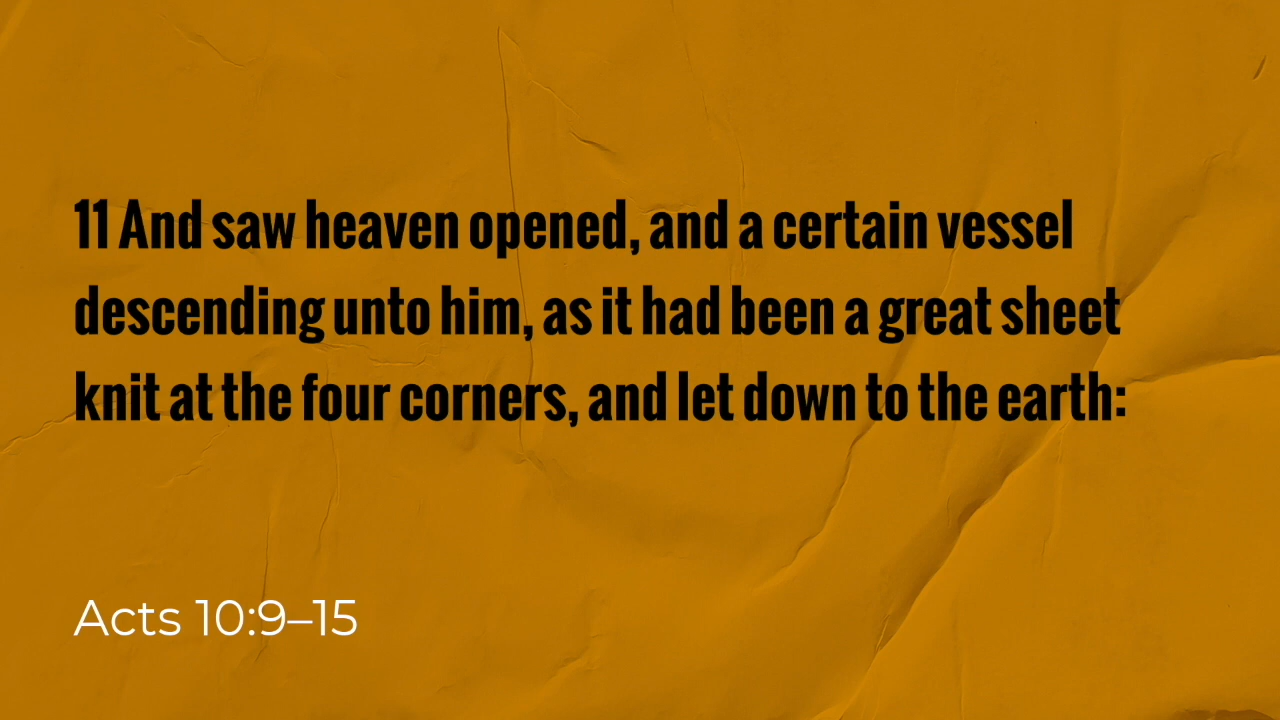 11 And saw heaven opened, and a certain vessel
descending unto him, as it had been a great sheet
knit at the four corners, and let down to the earth:
Acts 10:9–15